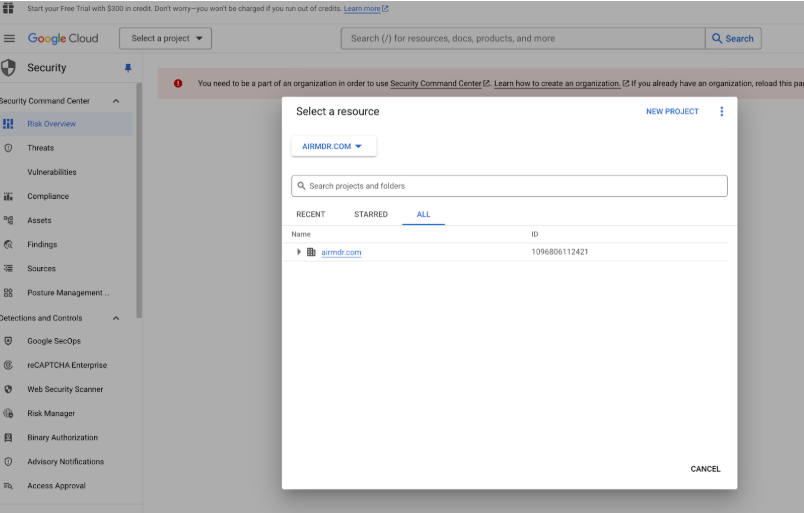 Start your Free Trial with $300 in credit. Don't worry—you won't be charged if you run out of credits. Learn more
Google Cloud
Select a project
Search (/) for resources, docs, products, and more
Search
Security
You need to be a part of an organization in order to use Security Command Center. Learn how to create an organization. If you already have an organization, reload this pa
Security Command Center
Risk Overview
Threats
Vulnerabilities
Compliance
Assets
Findings
Sources
Posture Management ..
Detections and Controls
Google SecOps
reCAPTCHA Enterprise
Web Security Scanner
Risk Manager
Binary Authorization
Advisory Notifications
Access Approval
Select a resource
NEW PROJECT
AIRMDR.COM
Search projects and folders
RECENT STARRED ALL
Name ID
airmdr.com 1096806112421
CANCEL